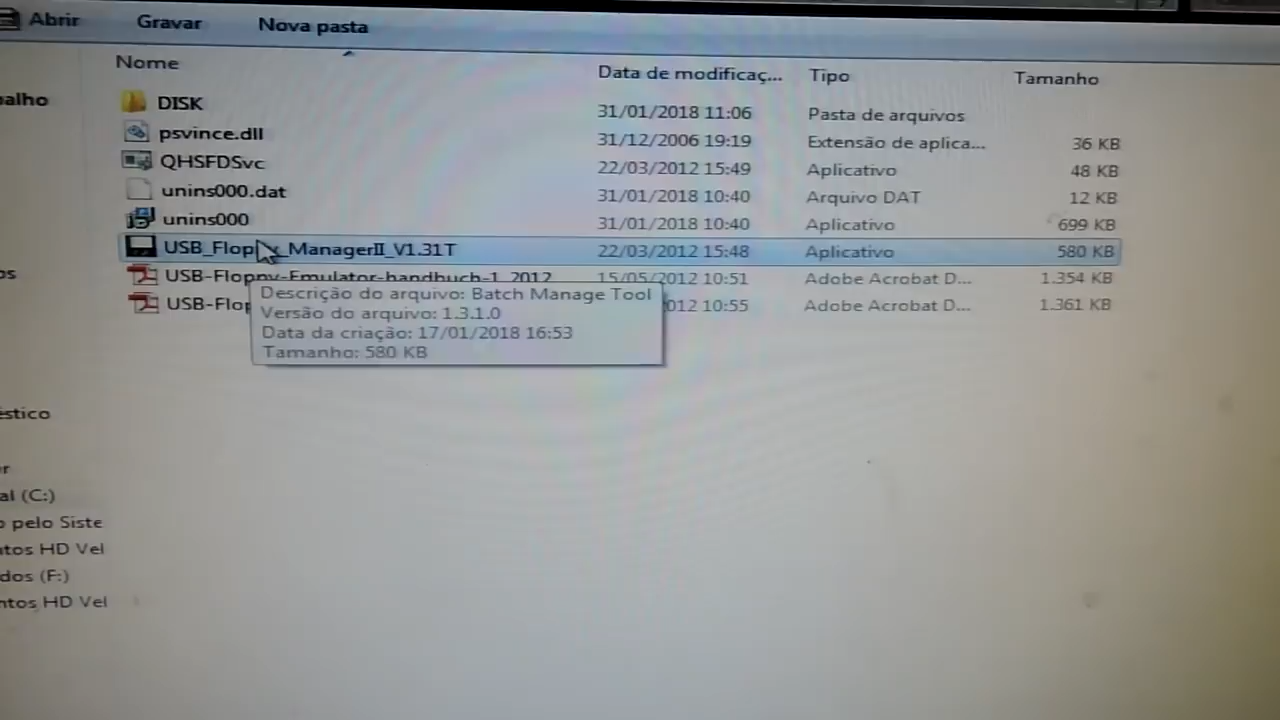 Abrir Gravar Nova pasta
Nome Data de modificaç... Tipo Tamanho
DISK 31/01/2018 11:06 Pasta de arquivos
psvince.dll 31/12/2006 19:19 Extensão de aplica... 36 KB
QHSFDSvc 22/03/2012 15:49 Aplicativo 48 KB
unins000.dat 31/01/2018 10:40 Arquivo DAT 12 KB
unins000 31/01/2018 10:40 Aplicativo 699 KB
USB_Floppy_ManagerII_V1.31T 22/03/2012 15:48 Aplicativo 580 KB
USB-Floppy-Emulator-handbuch-1_2012 15/05/2012 10:51 Adobe Acrobat D... 1.354 KB
USB-Flop 012 10:55 Adobe Acrobat D... 1.361 KB
Descrição do arquivo: Batch Manage Tool
Versão do arquivo: 1.3.1.0
Data da criação: 17/01/2018 16:53
Tamanho: 580 KB
balho
os
éstico
r
al (C:)
o pelo Siste
ntos HD Vel
dos (F:)
ntos HD Vel